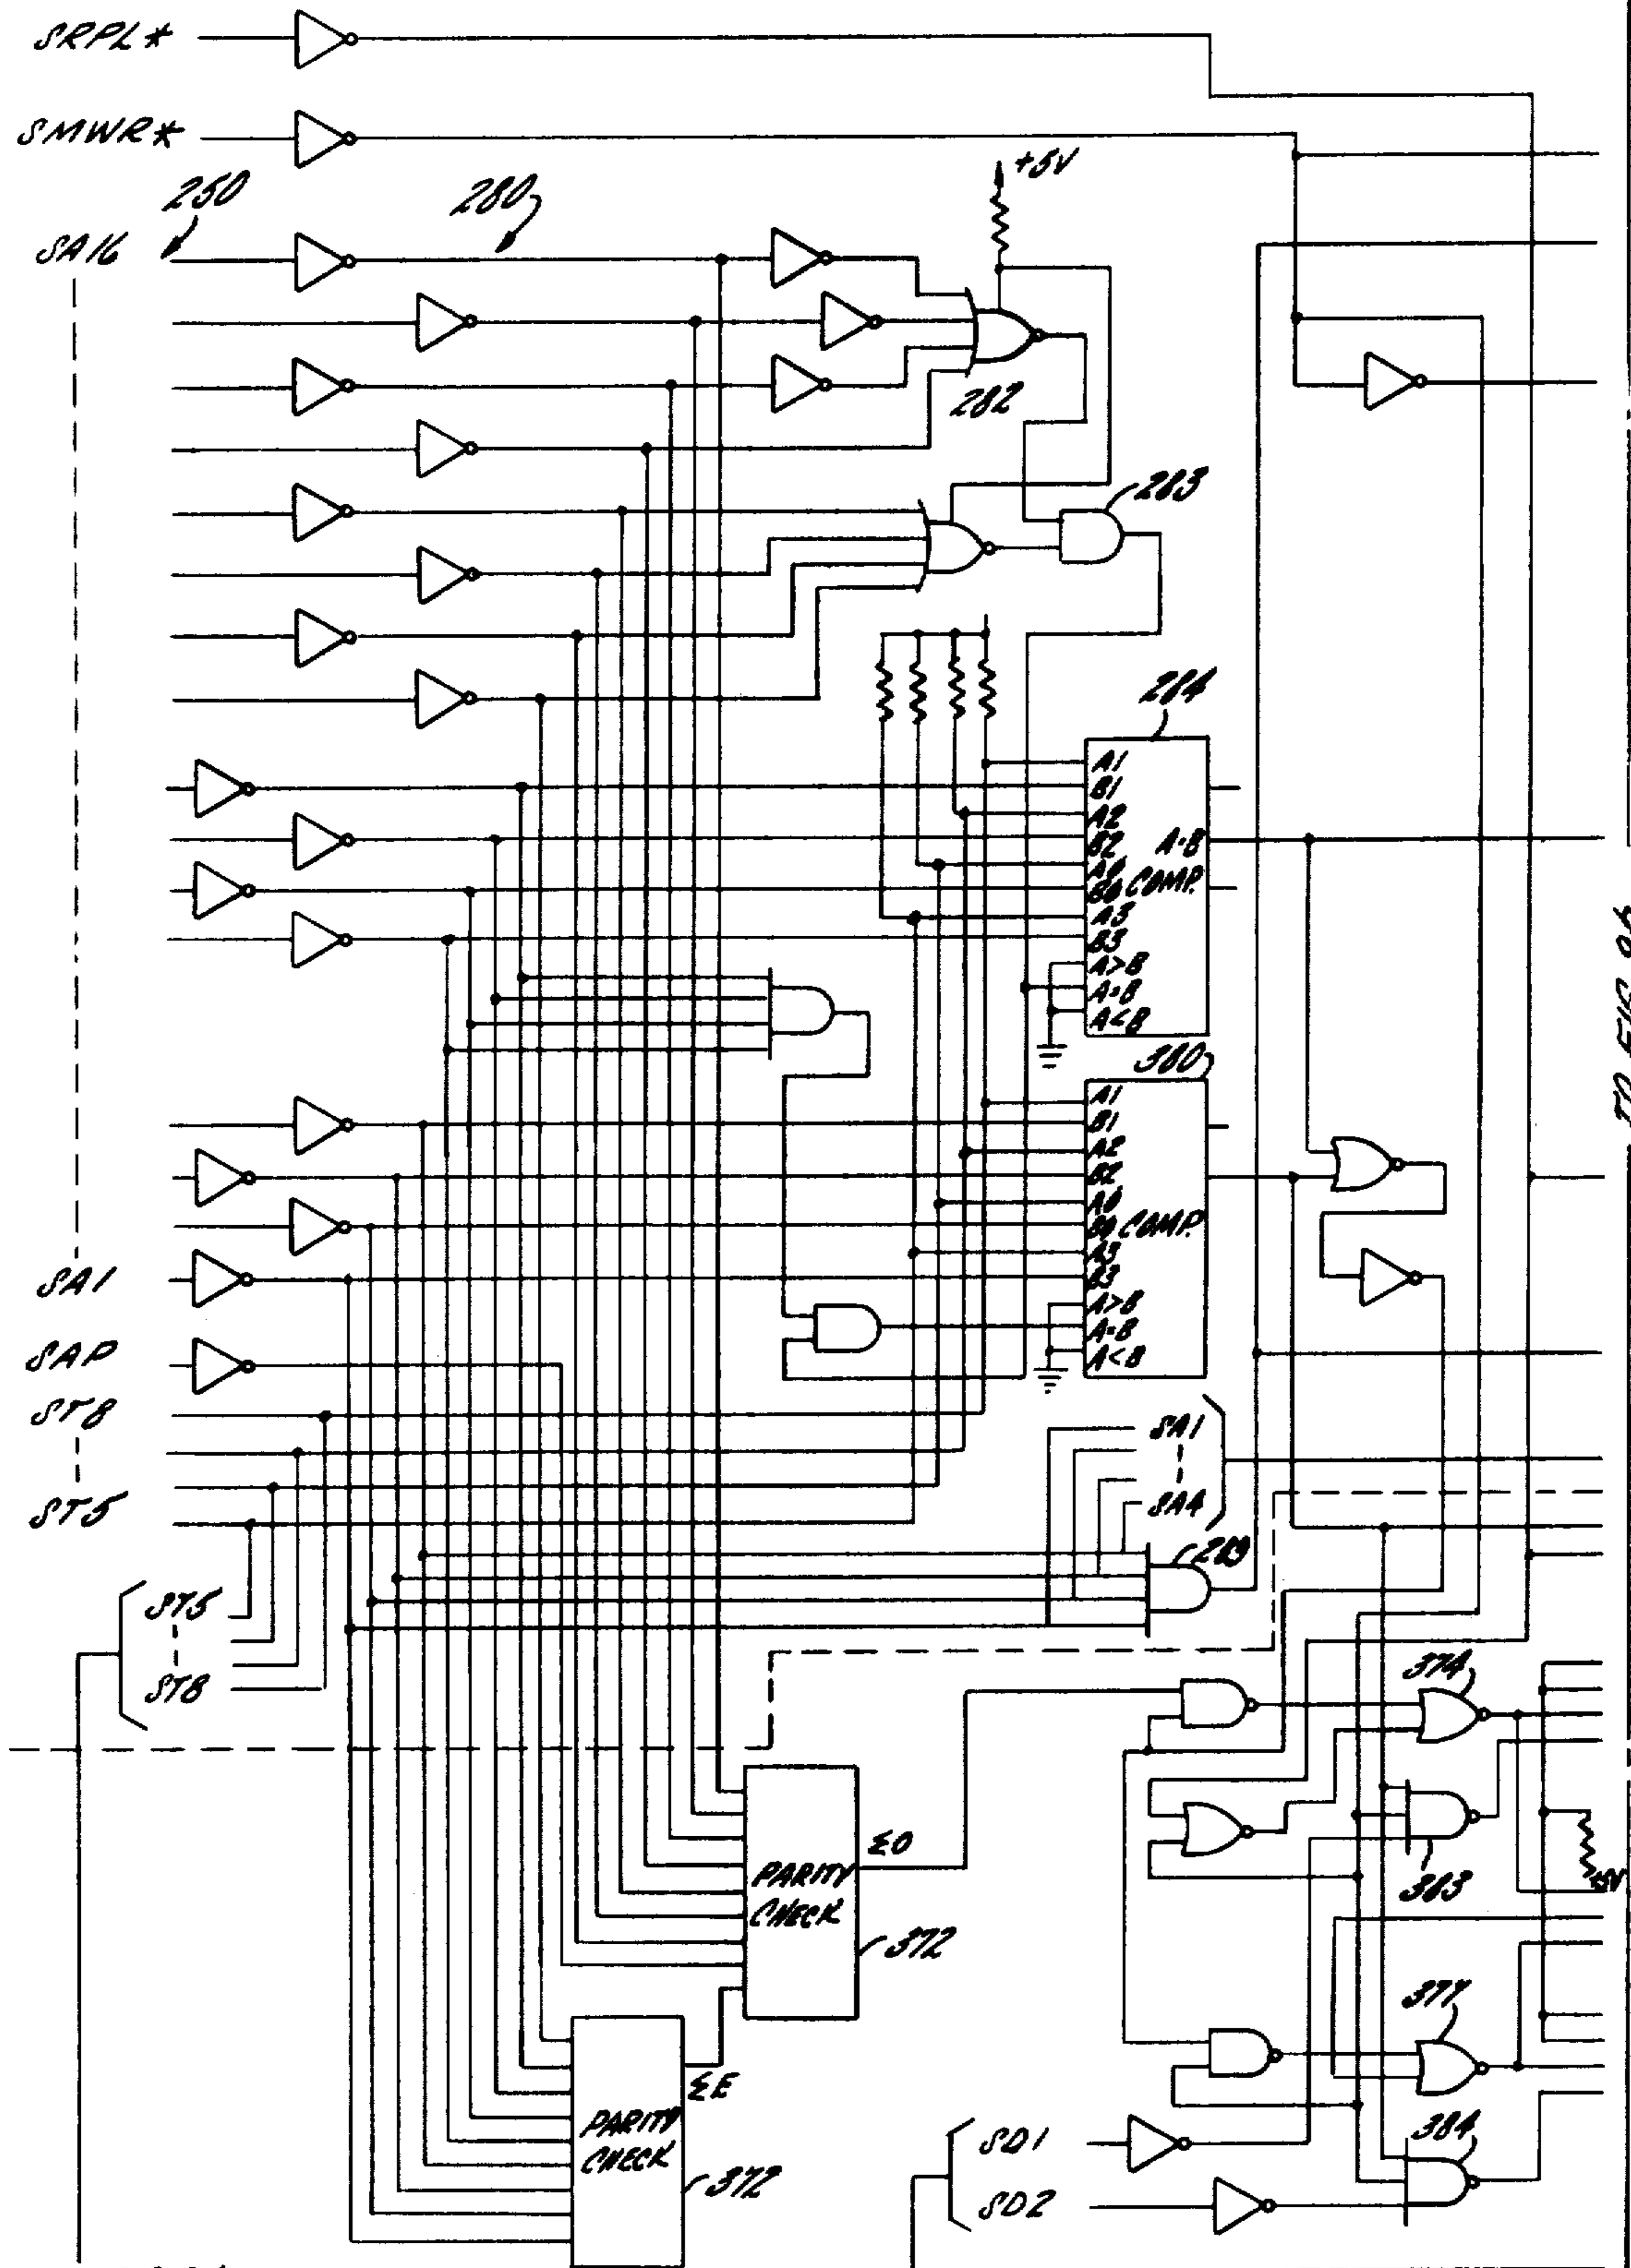 SRPL*
SMWR*
+5V
250
280
SA16
282
283
284
A1
B1
A2
B2 A=B
A0
B0 COMP.
A3
B3
A>B
A=B
A<B
380
A1
B1
A2
B2
A0
B0 COMP.
A3
B3
A>B
A=B
A<B
SA1
SAP
ST8
ST5
SA1
SA4
289
ST5
ST8
374
ΣO
PARITY
CHECK
372
383
+5V
377
ΣE
PARITY
CHECK
372
SD1
SD2
384